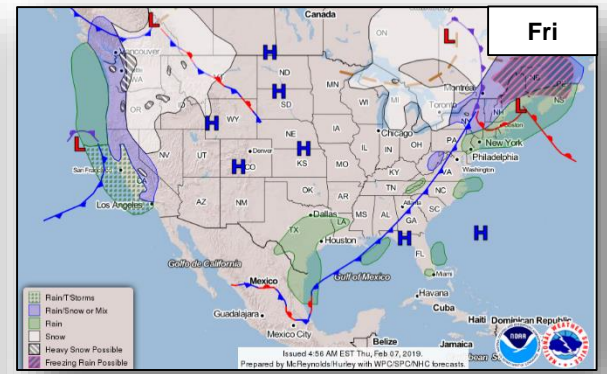 Fri
Canada
ON
L
L
Vancouver
WA
H
ND
MN
Montreal
OR
ID
H
SD
WI
MI
Toronto
NH
NS
L
Boston
WY
H
IA
Chicago
PA
New York
L
NV
UT
H
CO
Denver
NE
H
KS
MO
IL
IN
OH
Philadelphia
Washington
San Francisco
KY
VA
Los Angeles
AZ
NM
OK
AR
TN
NC
SC
Dallas
TX
LA
MS
AL
Atlanta
GA
Houston
H
H
FL
Golfo de California
Gulf of Mexico
Miami
Mexico
Havana
Cuba
Guadalajara
Mexico City
Haiti
Dominican Republic
Belize
Jamaica
Rain/T'Storms
Rain/Snow or Mix
Rain
Snow
Heavy Snow Possible
Freezing Rain Possible
Issued 4:56 AM EST Thu, Feb 07, 2019.
Prepared by McReynolds/Hurley with WPC/SPC/NHC forecasts.
NOAA